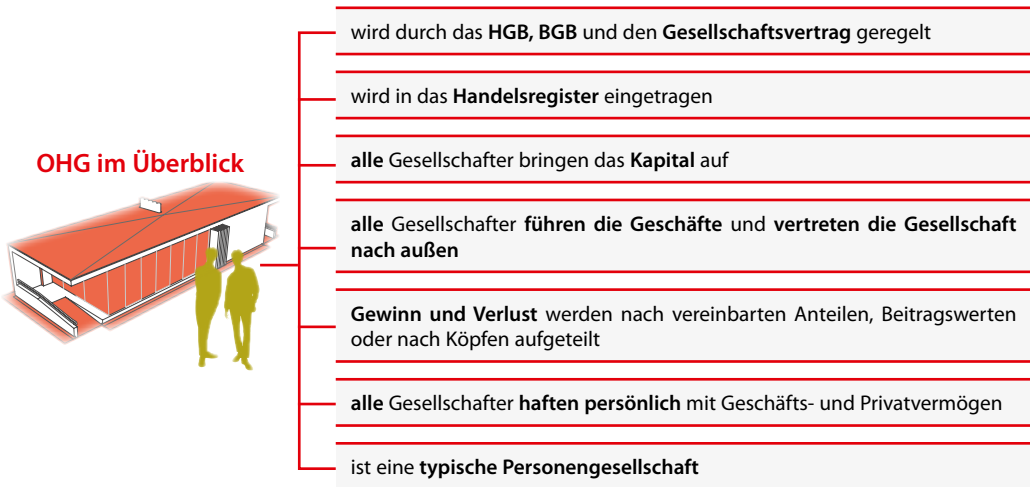 wird durch das HGB, BGB und den Gesellschaftsvertrag geregelt
wird in das Handelsregister eingetragen
OHG im Überblick
alle Gesellschafter bringen das Kapital auf
alle Gesellschafter führen die Geschäfte und vertreten die Gesellschaft
nach außen
Gewinn und Verlust werden nach vereinbarten Anteilen, Beitragswerten
oder nach Köpfen aufgeteilt
alle Gesellschafter haften persönlich mit Geschäfts- und Privatvermögen
ist eine typische Personengesellschaft